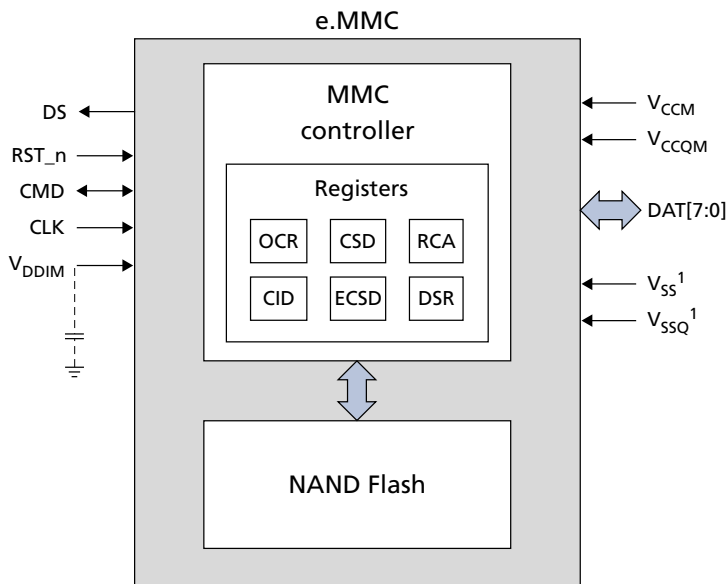 e.MMC
MMC
controller
Registers
OCR CSD RCA
CID ECSD DSR
NAND Flash
DS
RST_n
CMD
CLK
V_DDIM
V_CCM
V_CCQM
DAT[7:0]
V_SS^1
V_SSQ^1